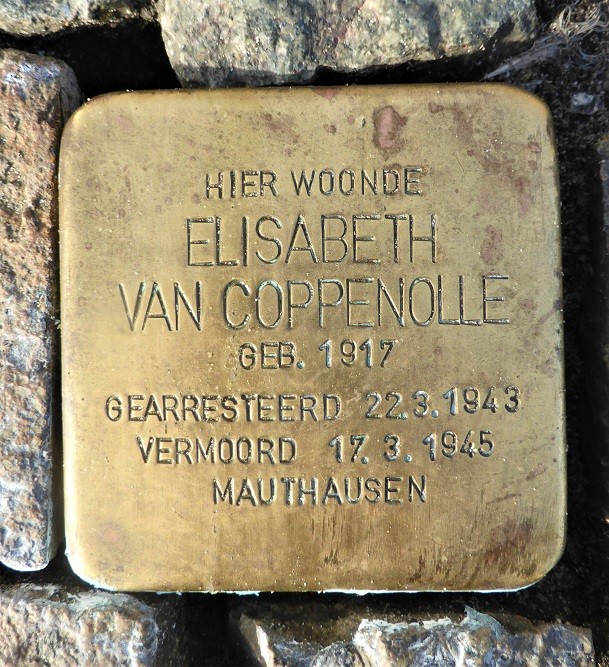 HIER WOONDE
ELISABETH
VAN COPPENOLLE
GEB. 1917
GEARRESTEERD 22.3.1943
VERMOORD 17.3.1945
MAUTHAUSEN